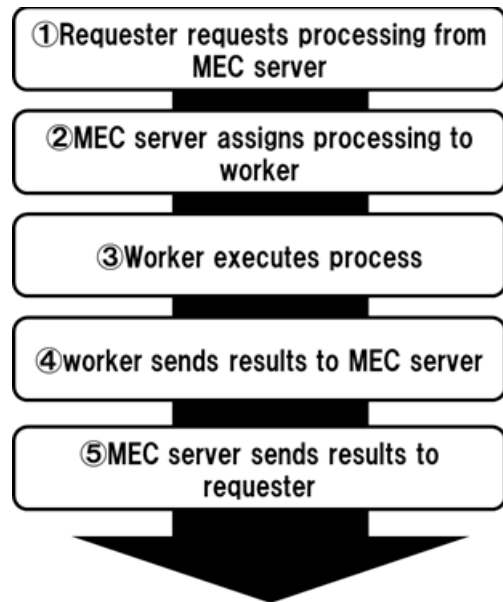 ①Requester requests processing from
MEC server
②MEC server assigns processing to
worker
③Worker executes process
④worker sends results to MEC server
⑤MEC server sends results to
requester